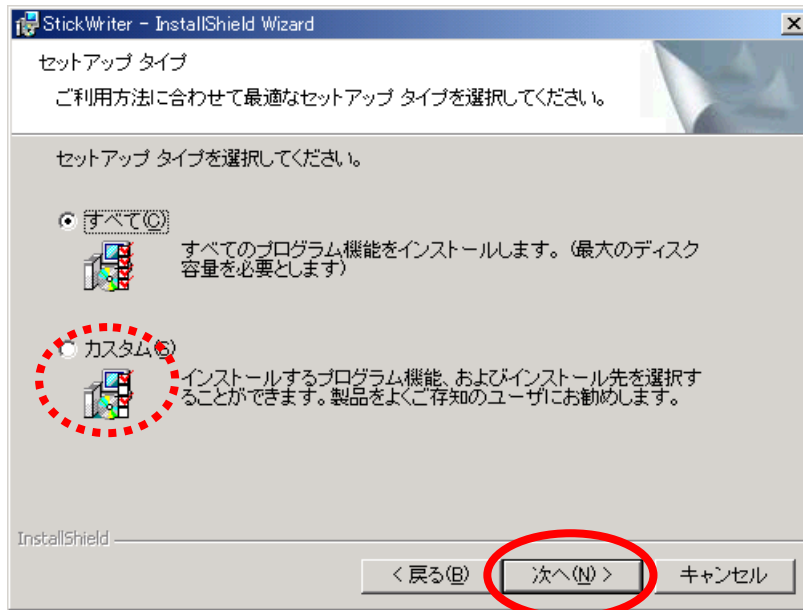 StickWriter - InstallShield Wizard
セットアップ タイプ
ご利用方法に合わせて最適なセットアップ タイプを選択してください。
セットアップ タイプを選択してください。
すべて(C)
すべてのプログラム機能をインストールします。（最大のディスク
容量を必要とします）
カスタム(S)
インストールするプログラム機能、およびインストール先を選択す
ることができます。製品をよくご存知のユーザにお勧めします。
InstallShield
< 戻る(B)
次へ(N) >
キャンセル